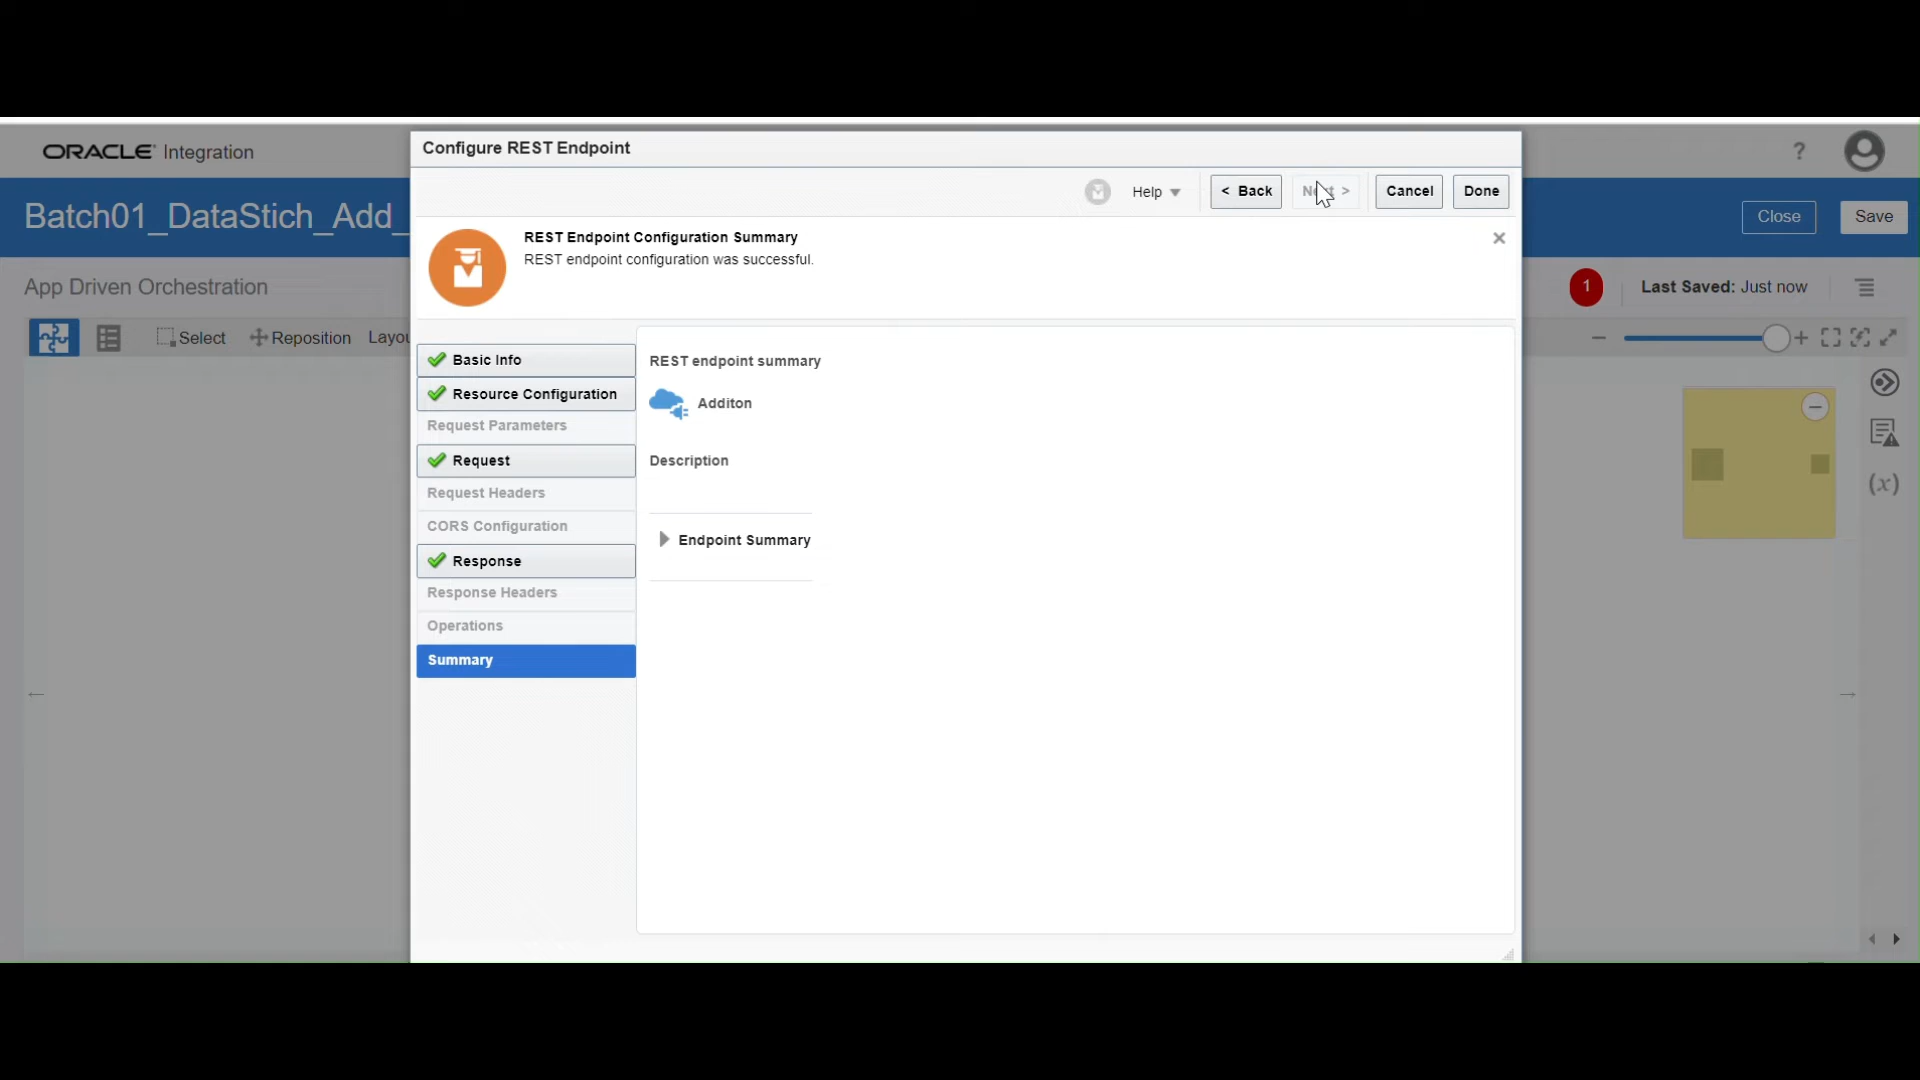 Configure REST Endpoint
ORACLE Integration
?
Help
< Back
Next >
Cancel
Done
Batch01_DataStich_Add_
Close
Save
REST Endpoint Configuration Summary
REST endpoint configuration was successful.
App Driven Orchestration
1
Last Saved: Just now
Select
Reposition
Layou
Basic Info
Resource Configuration
Request Parameters
Request
Request Headers
CORS Configuration
Response
Response Headers
Operations
Summary
REST endpoint summary
Additon
Description
Endpoint Summary
(x)